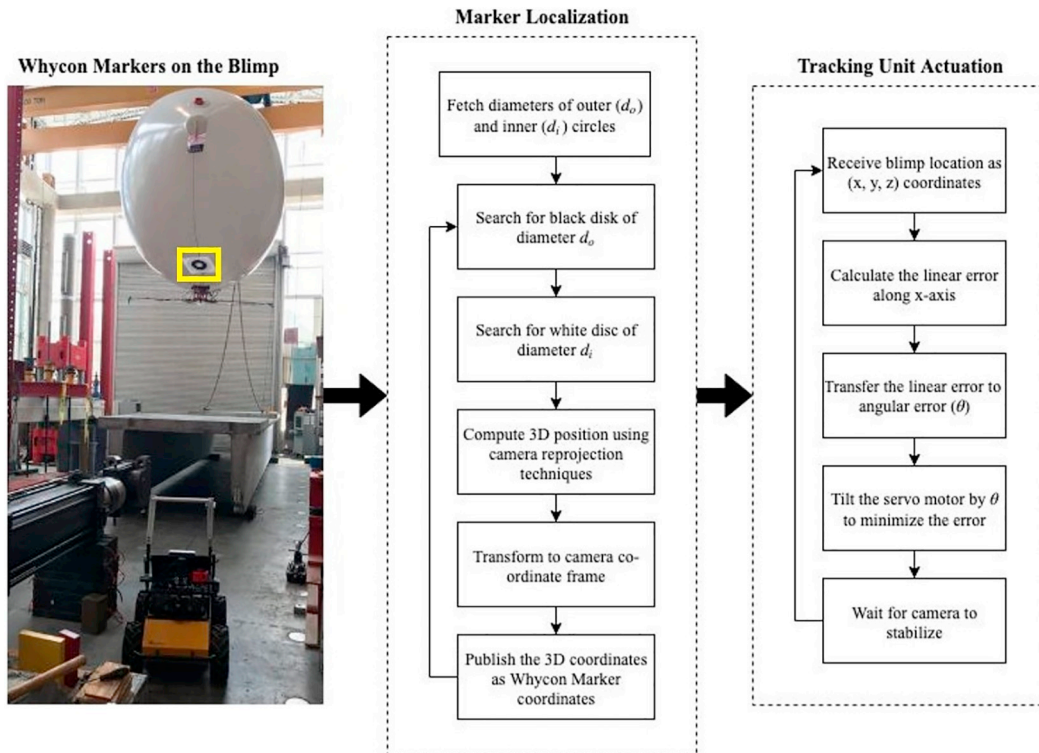 Whycon Markers on the Blimp
Marker Localization
Fetch diameters of outer (dₒ)
and inner (dᵢ) circles
Search for black disk of
diameter dₒ
Search for white disc of
diameter dᵢ
Compute 3D position using
camera reprojection
techniques
Transform to camera co-
ordinate frame
Publish the 3D coordinates
as Whycon Marker
coordinates
Tracking Unit Actuation
Receive blimp location as
(x, y, z) coordinates
Calculate the linear error
along x-axis
Transfer the linear error to
angular error (θ)
Tilt the servo motor by θ
to minimize the error
Wait for camera to
stabilize